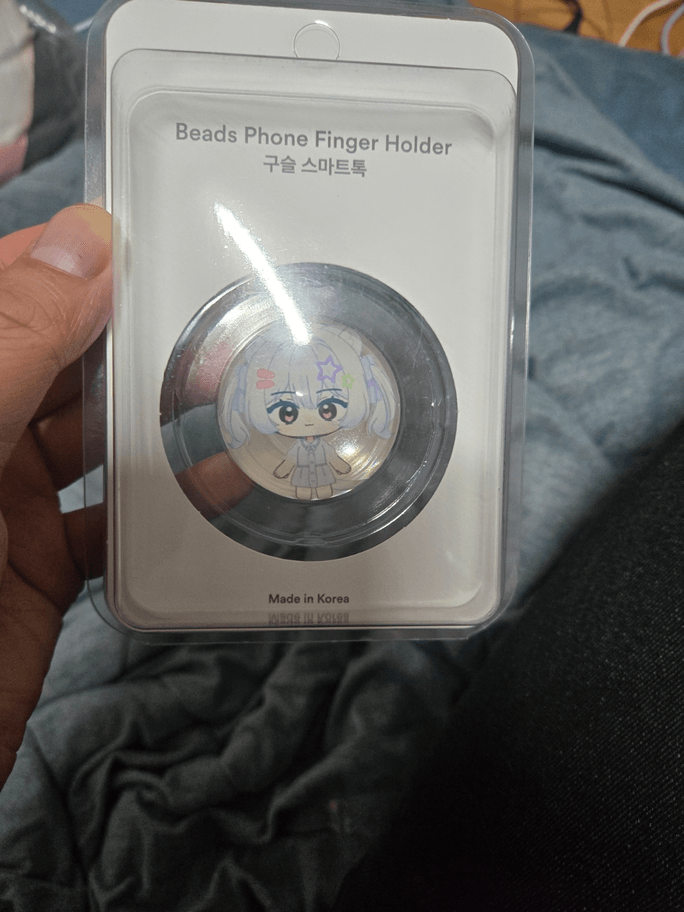 Beads Phone Finger Holder
구슬 스마트톡
Made in Korea